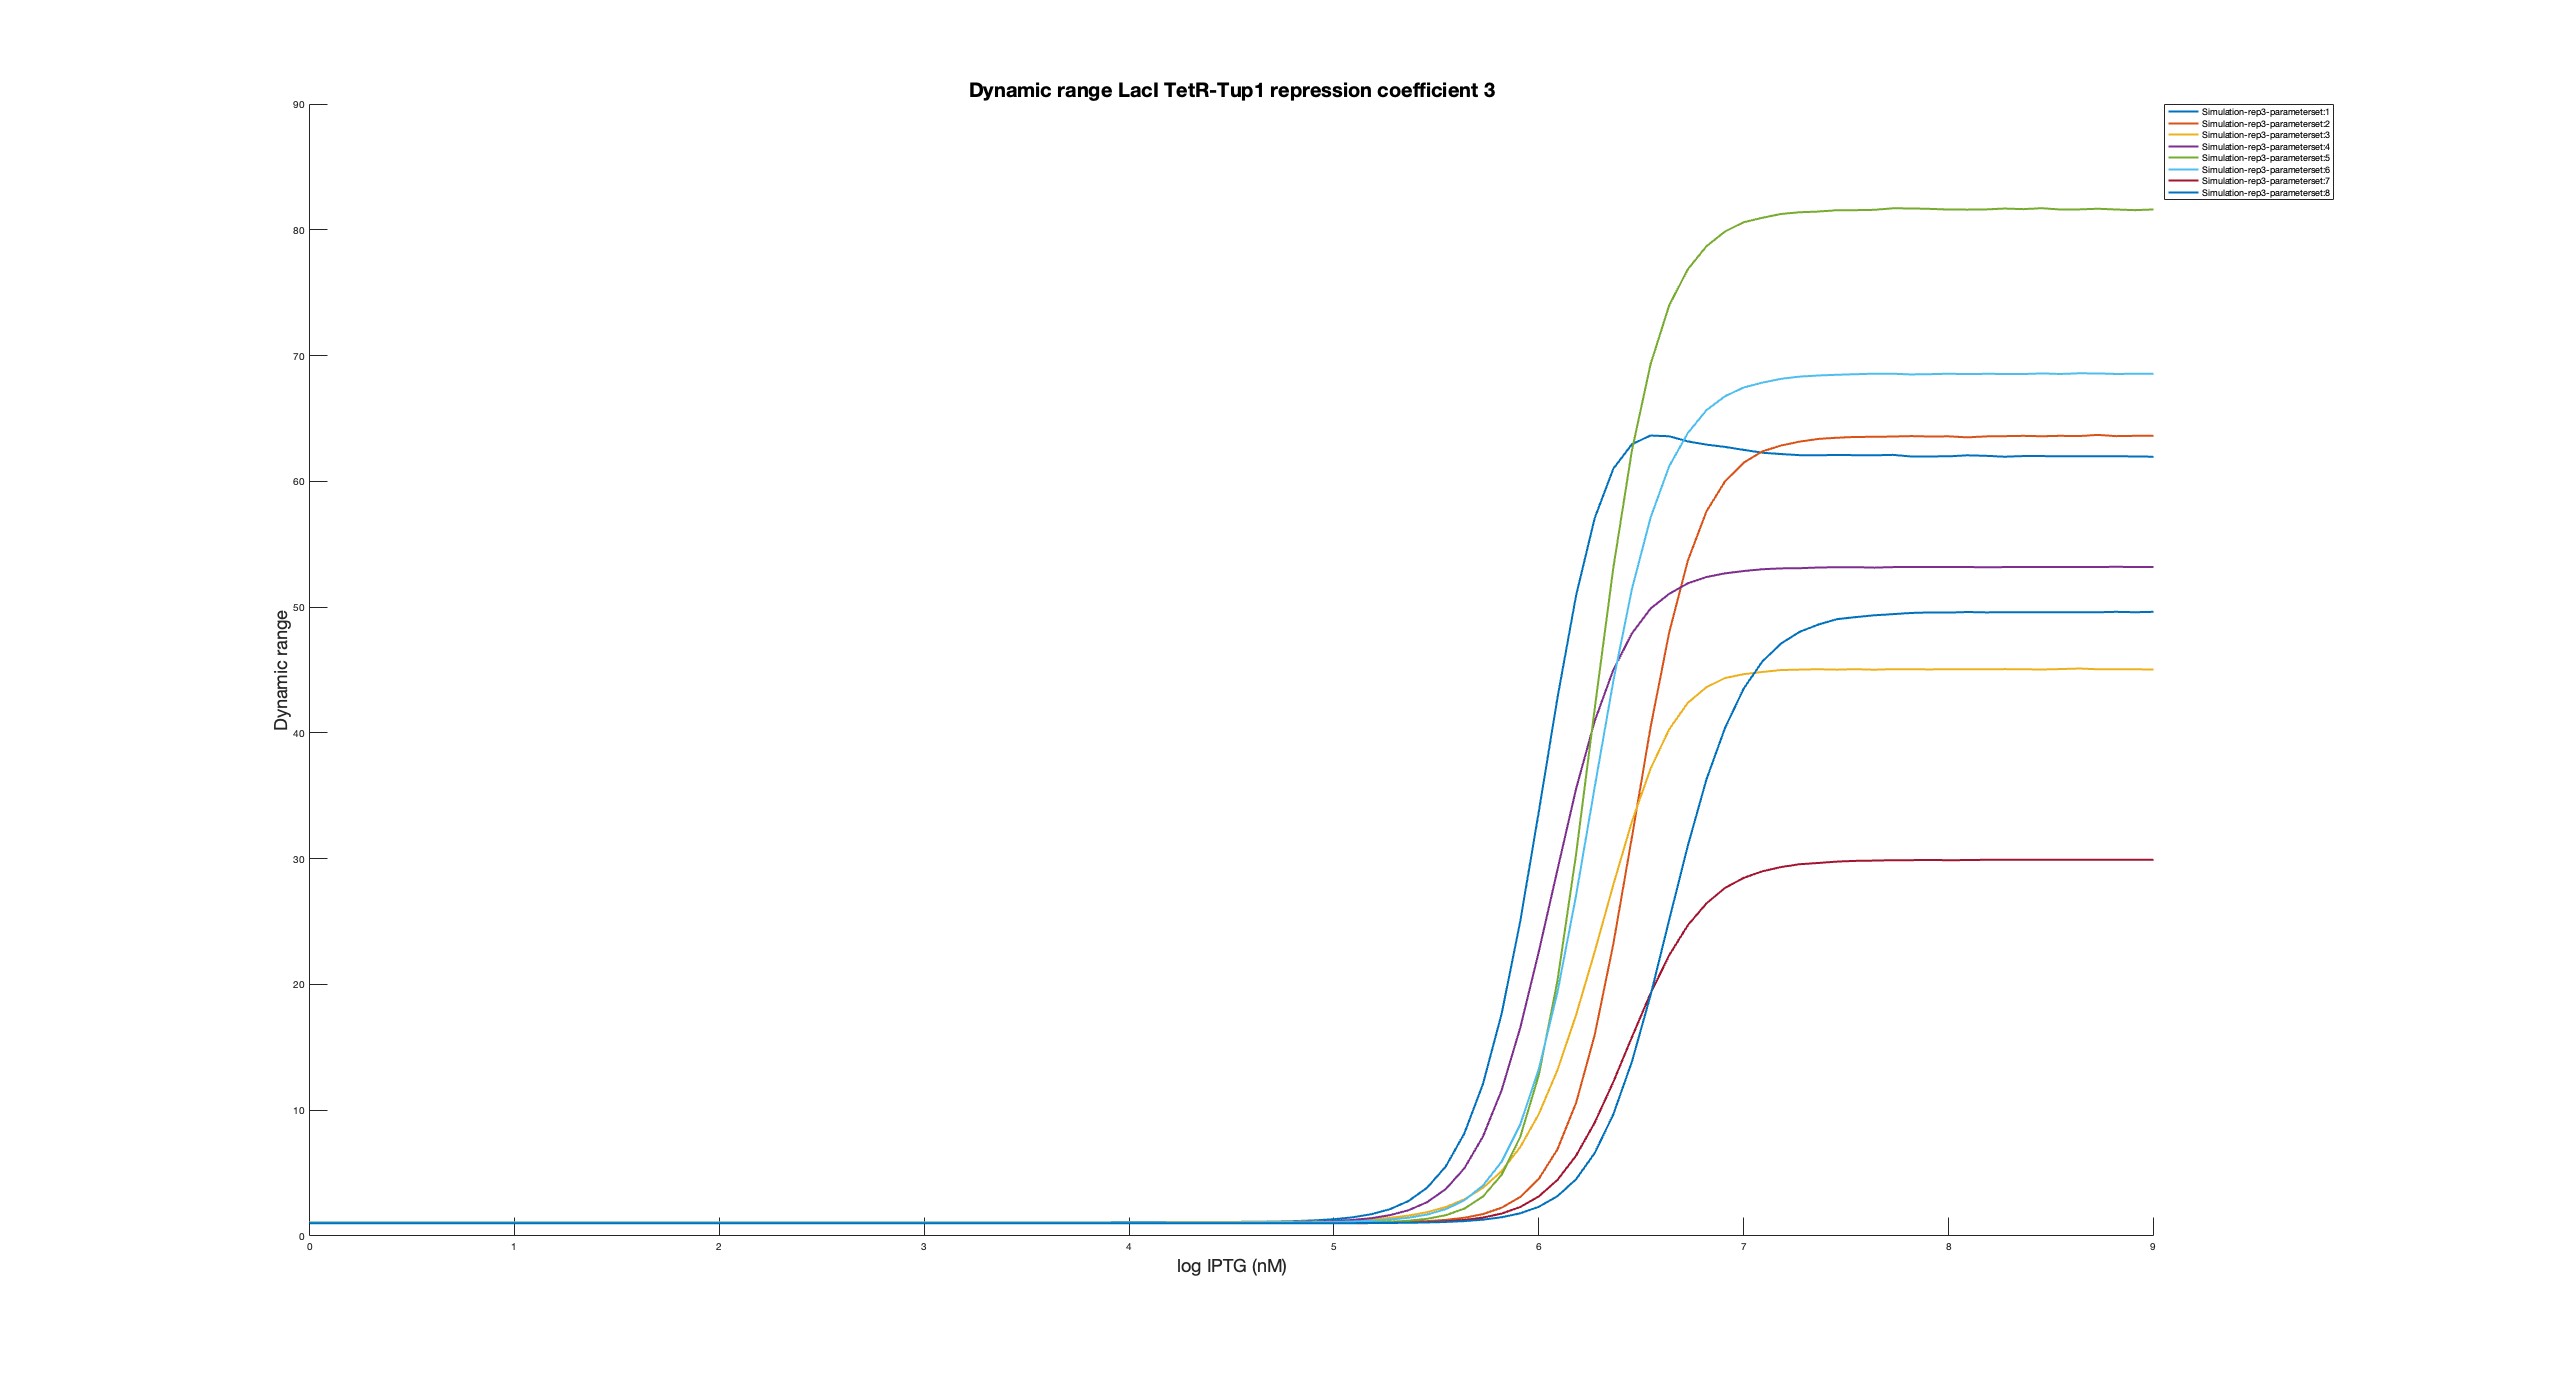 Dynamic range LacI TetR-Tup1 repression coefficient 3
Simulation-rep3-parameterset:1
Simulation-rep3-parameterset:2
Simulation-rep3-parameterset:3
Simulation-rep3-parameterset:4
Simulation-rep3-parameterset:5
Simulation-rep3-parameterset:6
Simulation-rep3-parameterset:7
Simulation-rep3-parameterset:8
90
80
70
60
50
40
30
20
10
0
Dynamic range
0 1 2 3 4 5 6 7 8 9
log IPTG (nM)